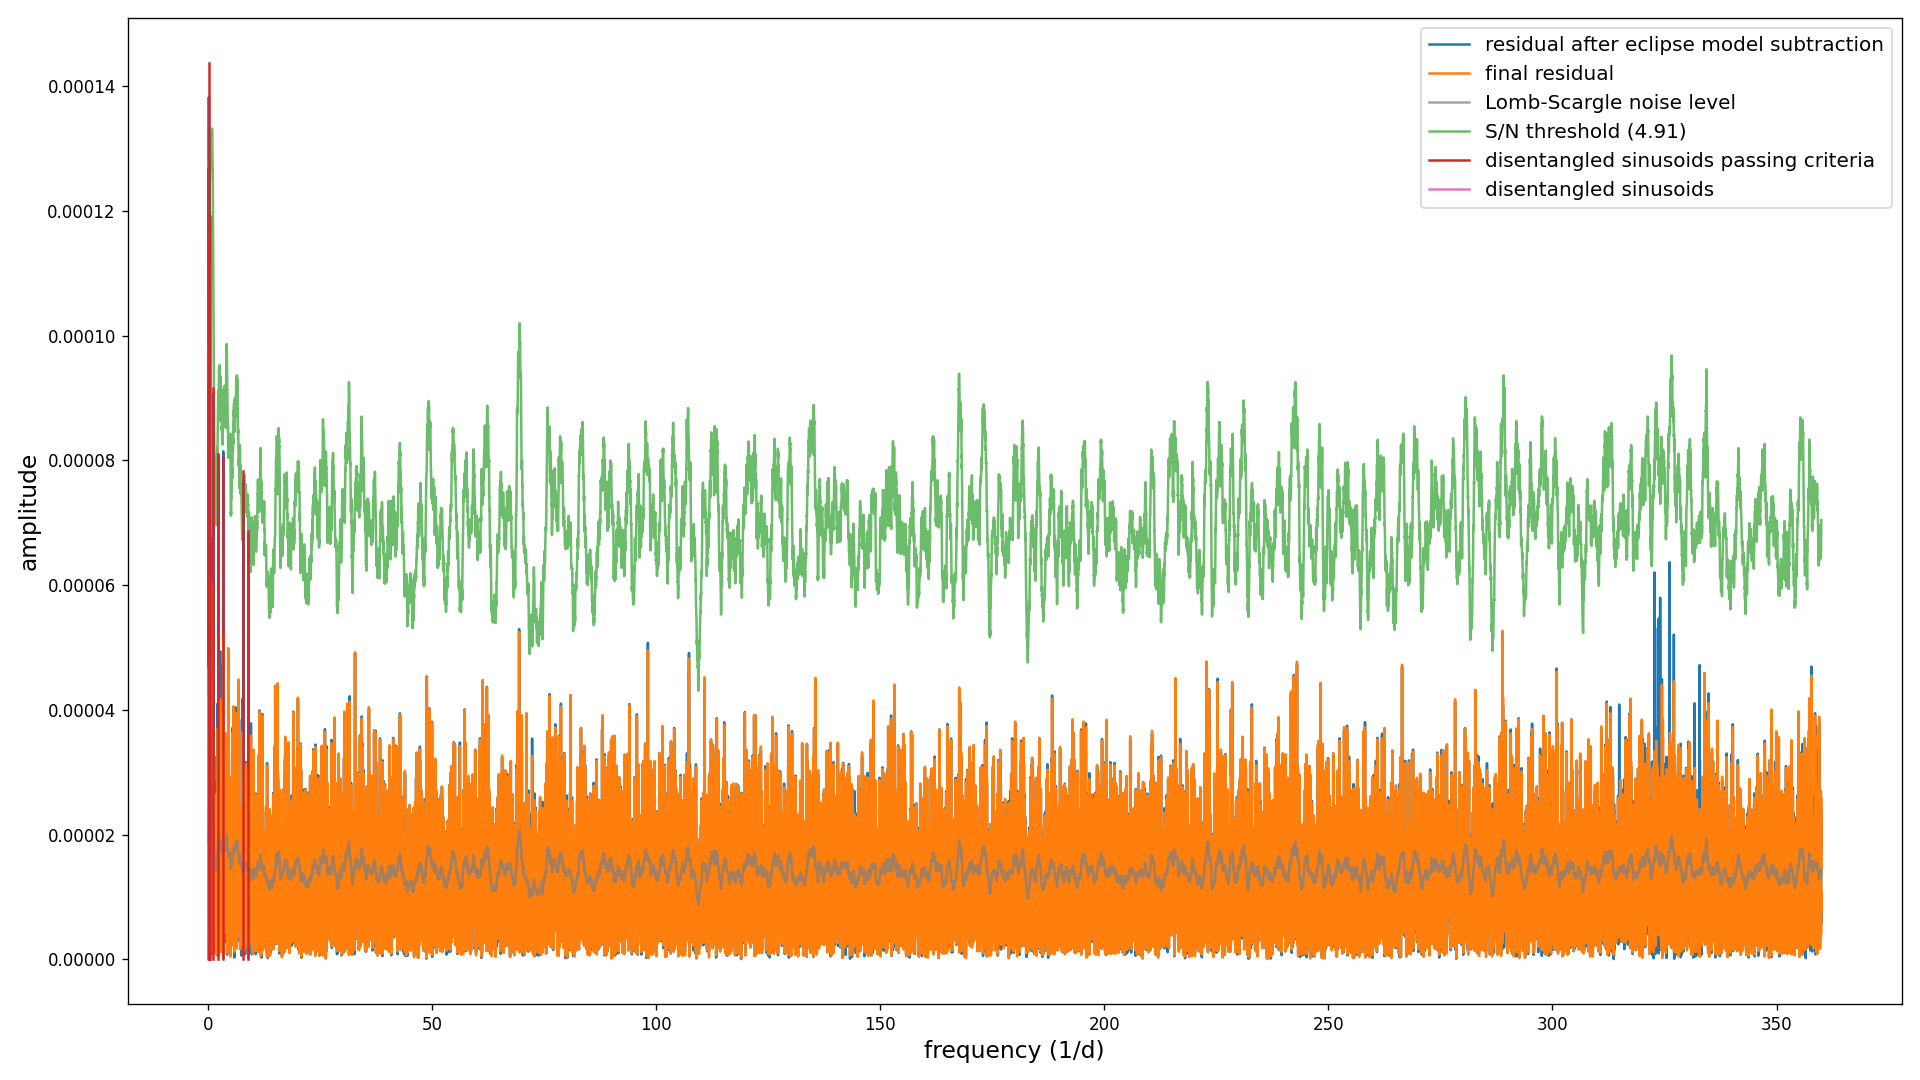 residual after eclipse model subtraction
final residual
Lomb-Scargle noise level
S/N threshold (4.91)
disentangled sinusoids passing criteria
disentangled sinusoids
0.00014
0.00012
0.00010
0.00008
0.00006
0.00004
0.00002
0.00000
amplitude
0 50 100 150 200 250 300 350
frequency (1/d)